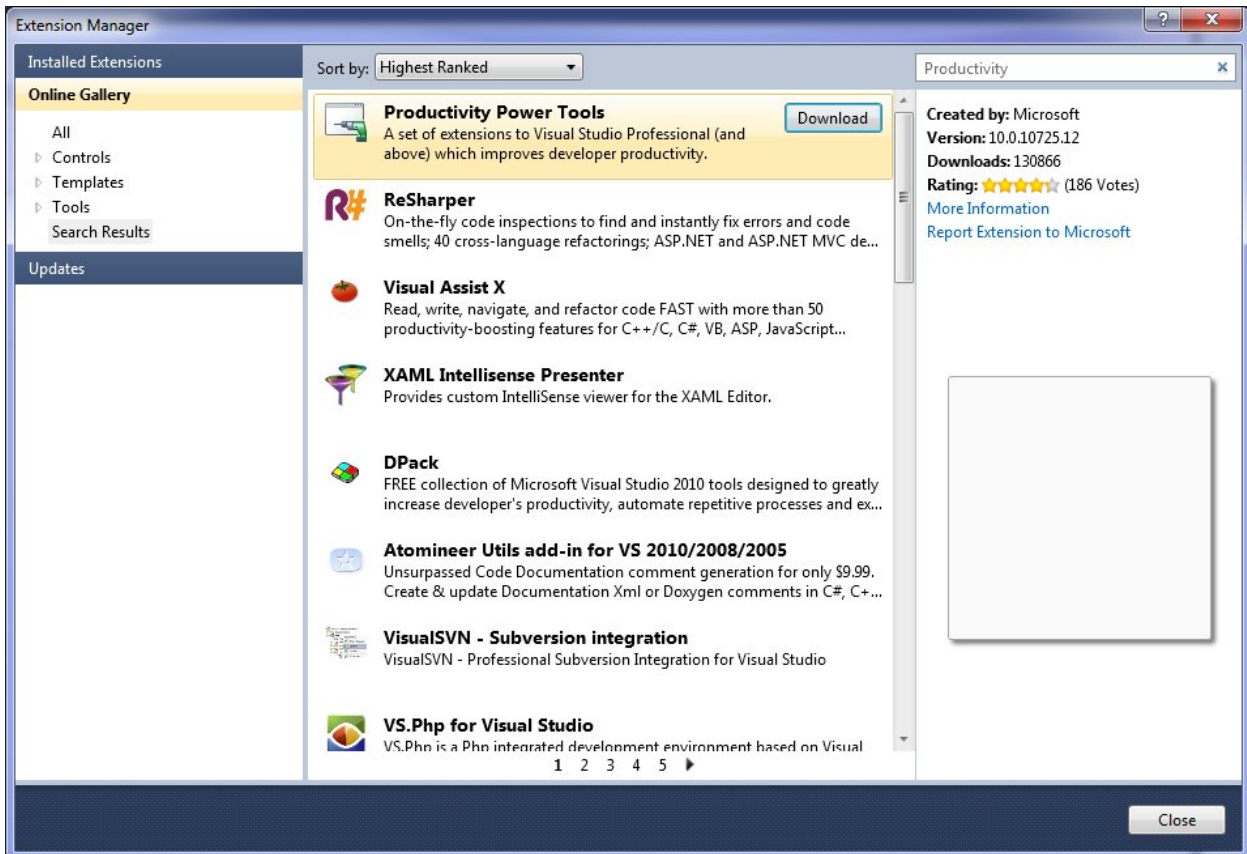 Extension Manager
?
X
Installed Extensions
Online Gallery
All
Controls
Templates
Tools
Search Results
Updates
Sort by: Highest Ranked
Productivity Power Tools
Download
A set of extensions to Visual Studio Professional (and
above) which improves developer productivity.
R#
ReSharper
On-the-fly code inspections to find and instantly fix errors and code
smells; 40 cross-language refactorings; ASP.NET and ASP.NET MVC de...
Visual Assist X
Read, write, navigate, and refactor code FAST with more than 50
productivity-boosting features for C++/C, C#, VB, ASP, JavaScript...
XAML Intellisense Presenter
Provides custom IntelliSense viewer for the XAML Editor.
DPack
FREE collection of Microsoft Visual Studio 2010 tools designed to greatly
increase developer's productivity, automate repetitive processes and ex...
Atomineer Utils add-in for VS 2010/2008/2005
Unsurpassed Code Documentation comment generation for only $9.99.
Create & update Documentation Xml or Doxygen comments in C#, C+...
VisualSVN - Subversion integration
VisualSVN - Professional Subversion Integration for Visual Studio
VS.Php for Visual Studio
VS.Php is a Php integrated development environment based on Visual
1 2 3 4 5
Productivity
Created by: Microsoft
Version: 10.0.10725.12
Downloads: 130866
Rating: (186 Votes)
More Information
Report Extension to Microsoft
Close